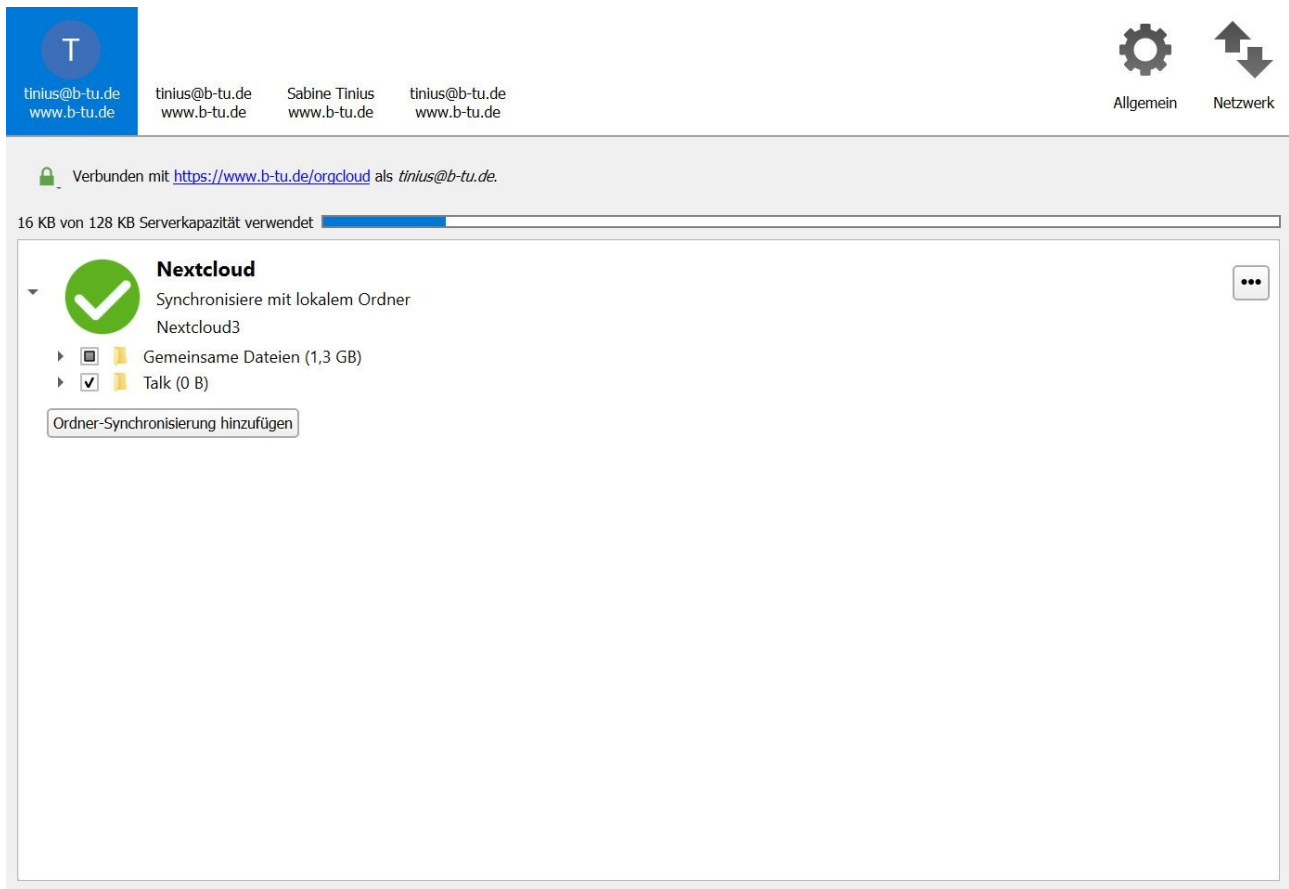 T
tinius@b-tu.de
www.b-tu.de
tinius@b-tu.de
www.b-tu.de
Sabine Tinius
www.b-tu.de
tinius@b-tu.de
www.b-tu.de
Allgemein
Netzwerk
Verbunden mit https://www.b-tu.de/orgcloud als tinius@b-tu.de.
16 KB von 128 KB Serverkapazität verwendet
Nextcloud
Synchronisiere mit lokalem Ordner
Nextcloud3
Gemeinsame Dateien (1,3 GB)
Talk (0 B)
Ordner-Synchronisierung hinzufügen